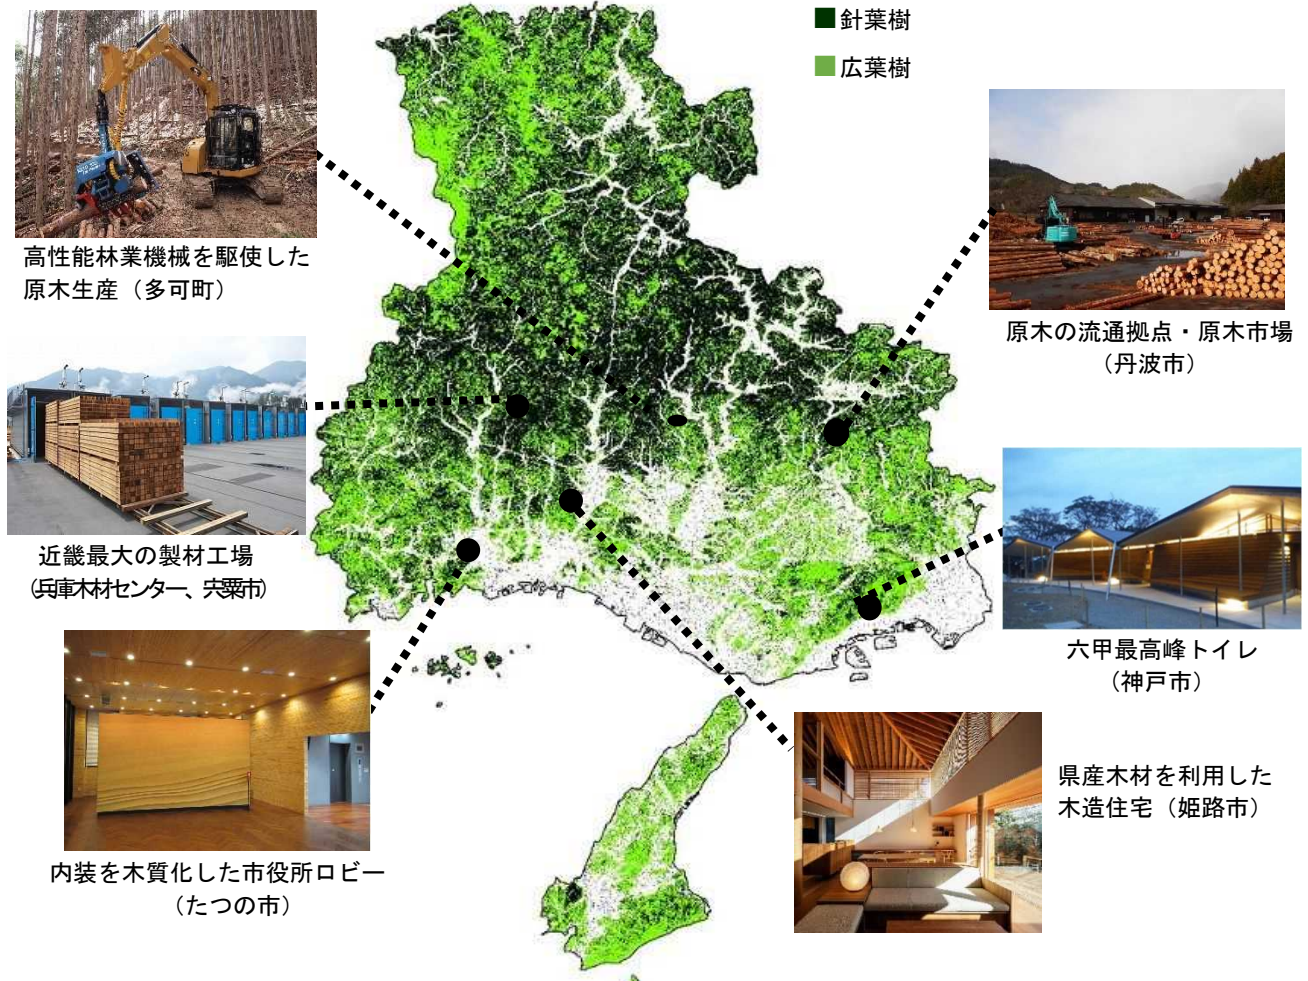 針葉樹
広葉樹
高性能林業機械を駆使した
原木生産（多可町）
原木の流通拠点・原木市場
（丹波市）
近畿最大の製材工場
（兵庫木材センター、宍粟市）
六甲最高峰トイレ
（神戸市）
県産木材を利用した
木造住宅（姫路市）
内装を木質化した市役所ロビー
（たつの市）